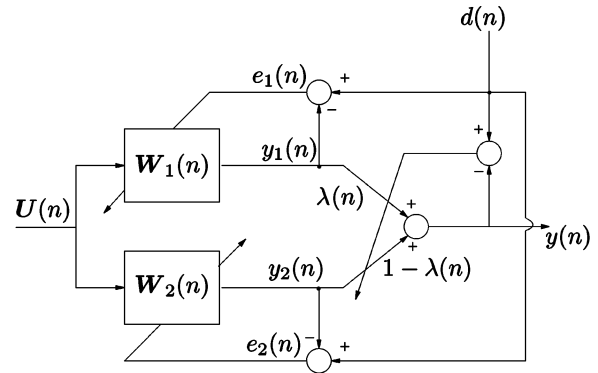 d(n)
e₁(n) +
−
W₁(n) y₁(n) + −
λ(n) +
U(n) y(n)
+
W₂(n) y₂(n) 1 − λ(n)
e₂(n) − +